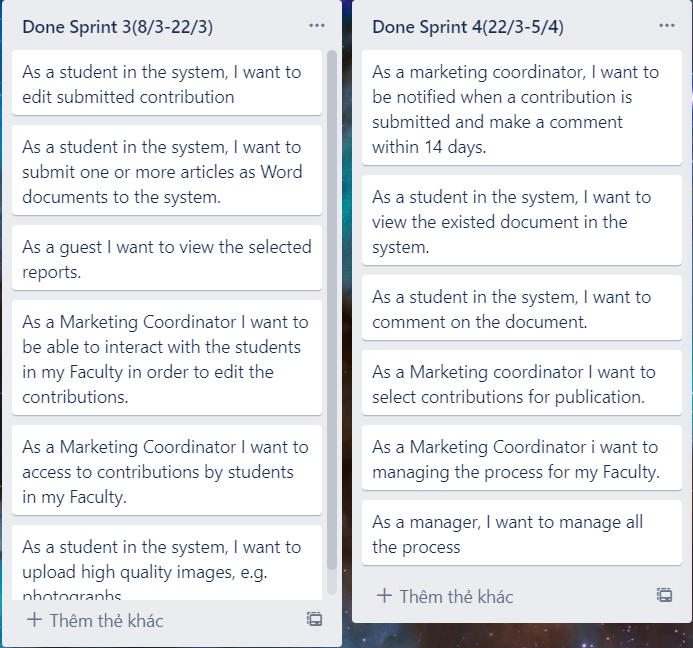 Done Sprint 3(8/3-22/3)
As a student in the system, I want to
edit submitted contribution
As a student in the system, I want to
submit one or more articles as Word
documents to the system.
As a guest I want to view the selected
reports.
As a Marketing Coordinator I want to
be able to interact with the students
in my Faculty in order to edit the
contributions.
As a Marketing Coordinator I want to
access to contributions by students
in my Faculty.
As a student in the system, I want to
upload high quality images, e.g.
photographs
+ Thêm thẻ khác
Done Sprint 4(22/3-5/4)
As a marketing coordinator, I want to
be notified when a contribution is
submitted and make a comment
within 14 days.
As a student in the system, I want to
view the existed document in the
system.
As a student in the system, I want to
comment on the document.
As a Marketing coordinator I want to
select contributions for publication.
As a Marketing Coordinator i want to
managing the process for my Faculty.
As a manager, I want to manage all
the process
+ Thêm thẻ khác